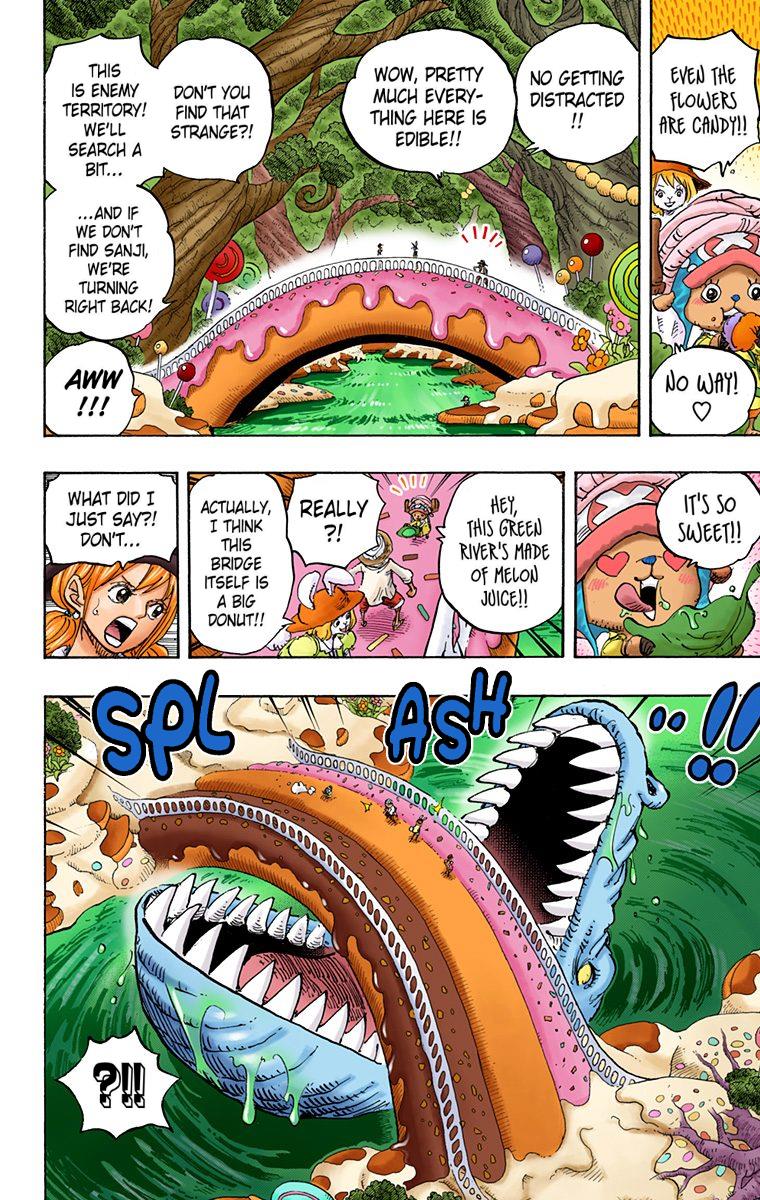 EVEN THE
FLOWERS
ARE CANDY!!
NO WAY!
♡
NO GETTING
DISTRACTED
!!
WOW, PRETTY
MUCH EVERY-
THING HERE IS
EDIBLE!!
DON'T YOU
FIND THAT
STRANGE?!
THIS
IS ENEMY
TERRITORY!
WE'LL
SEARCH A
BIT...
...AND IF
WE DON'T
FIND SANJI,
WE'RE
TURNING
RIGHT BACK!
AWW
!!!
IT'S SO
SWEET!!
HEY,
THIS GREEN
RIVER'S MADE
OF MELON
JUICE!!
REALLY
?!
ACTUALLY,
I THINK
THIS
BRIDGE
ITSELF IS
A BIG
DONUT!!
WHAT DID I
JUST SAY?!
DON'T...
SPLASH
..!!
?!!